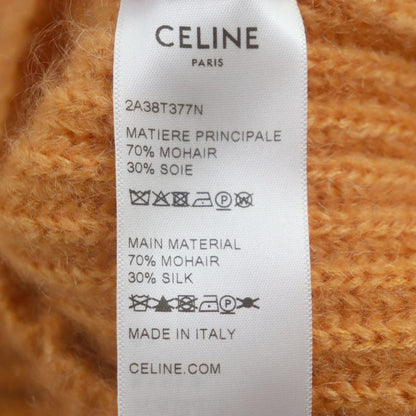 CELINE
PARIS
2A38T377N
MATIERE PRINCIPALE
70% MOHAIR
30% SOIE
MAIN MATERIAL
70% MOHAIR
30% SILK
MADE IN ITALY
CELINE.COM